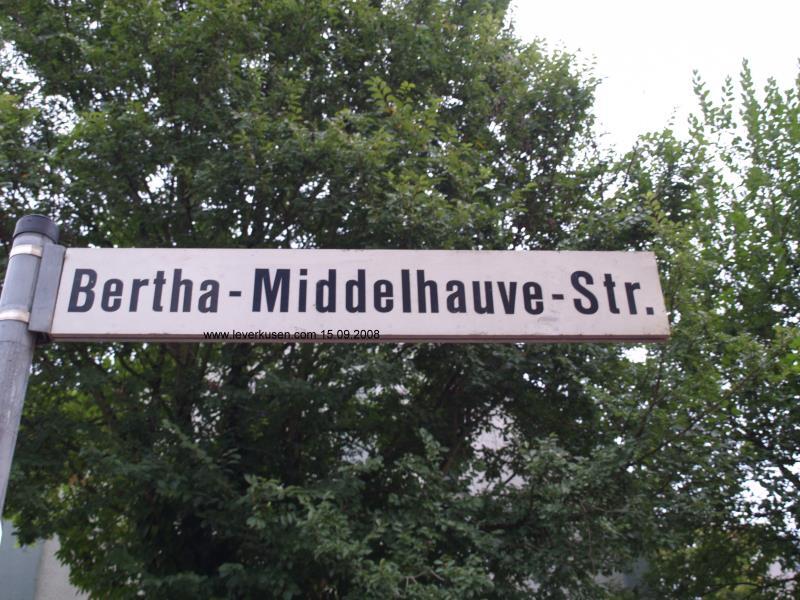 Bertha-Middelhauve-Str.
www.leverkusen.com 15.09.2008